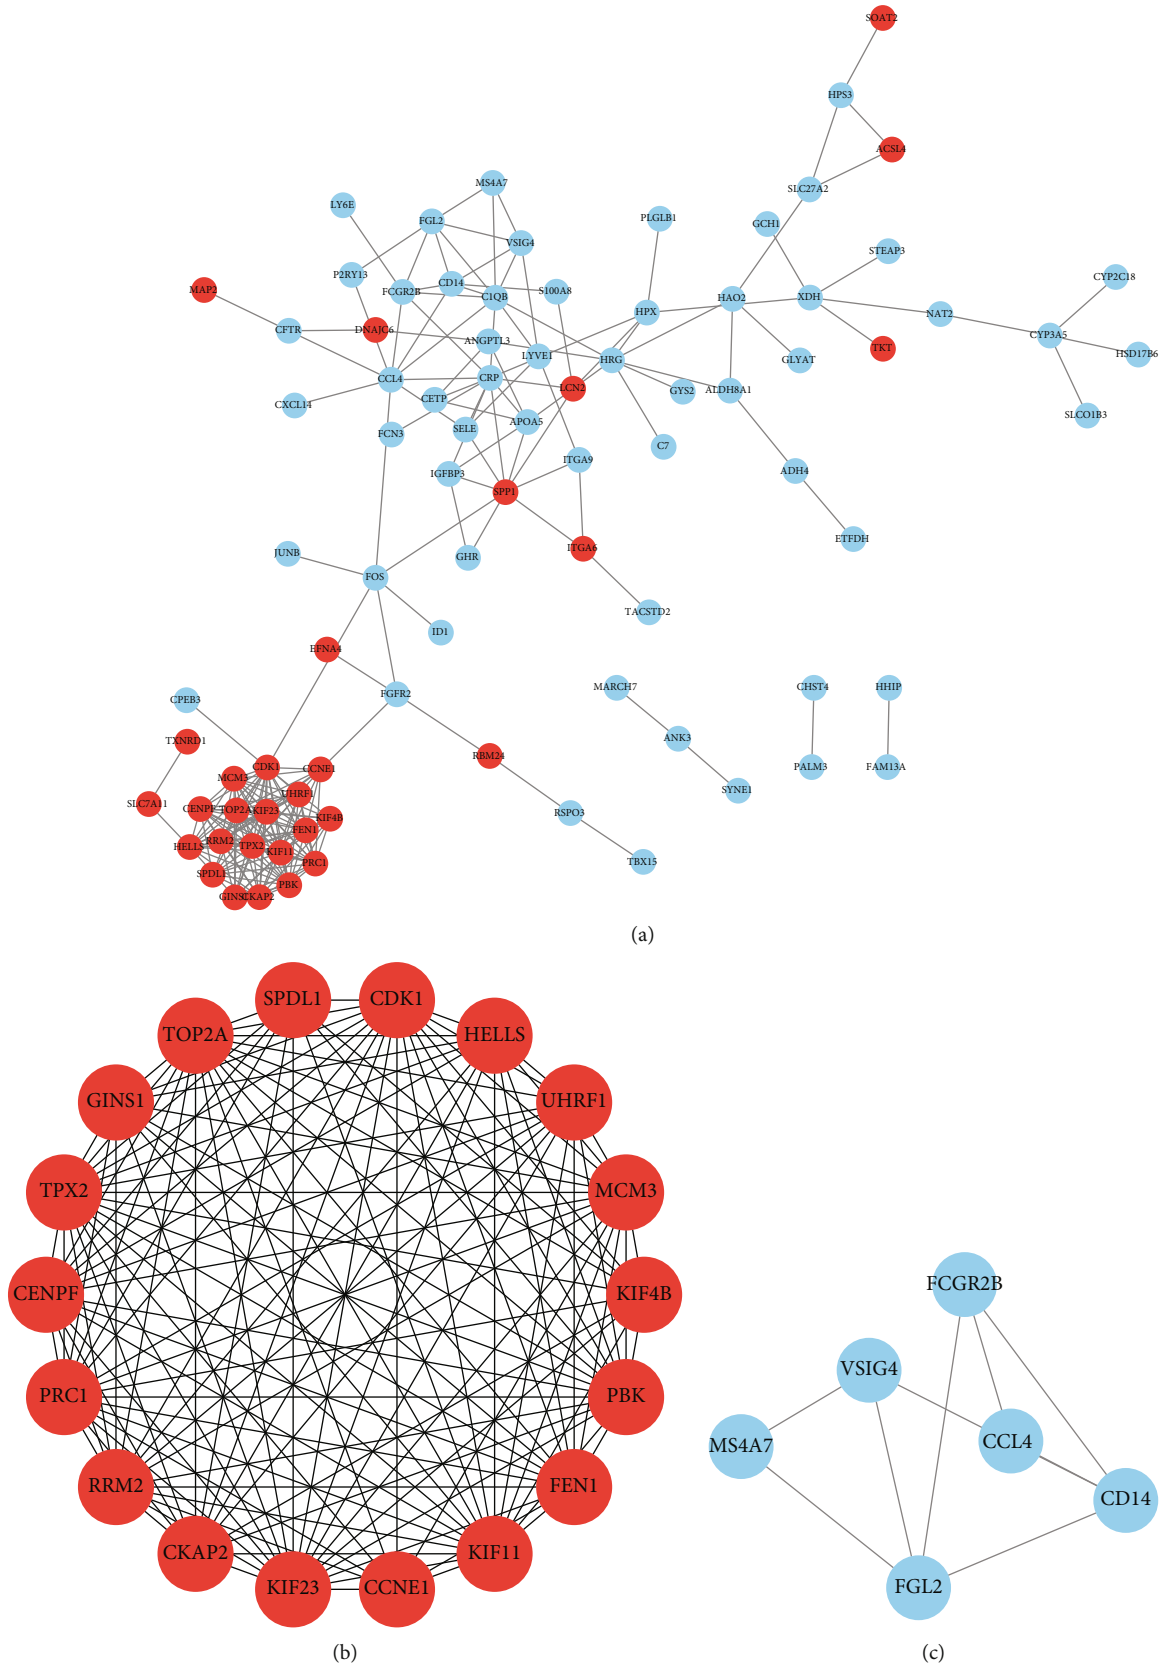 SOAT2
HPS3
ACSL4
MS4A7
SLC27A2
LY6E
FGL2
PLGLB1
GCH1
VSIG4
STEAP3
P2RY13
CD14
CYP2C18
MAP2
FCGR2B
C1QB
S100A8
HAO2
XDH
HPX
NAT2
CFTR
DNAJC6
CYP3A5
ANGPTL3
TKT
LYVE1
HRG
HSD17B6
GLYAT
CCL4
CRP
LCN2
GYS2
ALDH8A1
CETP
CXCL14
SLCO1B3
APOA5
FCN3
SELE
C7
ITGA9
IGFBP3
ADH4
SPP1
ETFDH
ITGA6
JUNB
GHR
FOS
TACSTD2
ID1
EFNA4
MARCH7
CHST4
HHIP
FGFR2
CPEB3
ANK3
TXNRD1
RBM24
CDK1
CCNE1
PALM3
FAM13A
MCM3
SYNE1
UHRF1
SLC7A11
CENPF
TOP2A
KIF23
RSPO3
KIF4B
FEN1
HELLS
RRM2
TPX2
KIF11
TBX15
PRC1
SPDL1
PBK
GINS1
CKAP2
(a)
SPDL1
CDK1
TOP2A
HELLS
GINS1
UHRF1
TPX2
MCM3
CENPF
KIF4B
PRC1
PBK
RRM2
FEN1
CKAP2
KIF11
KIF23
CCNE1
(b)
FCGR2B
VSIG4
MS4A7
CCL4
CD14
FGL2
(c)